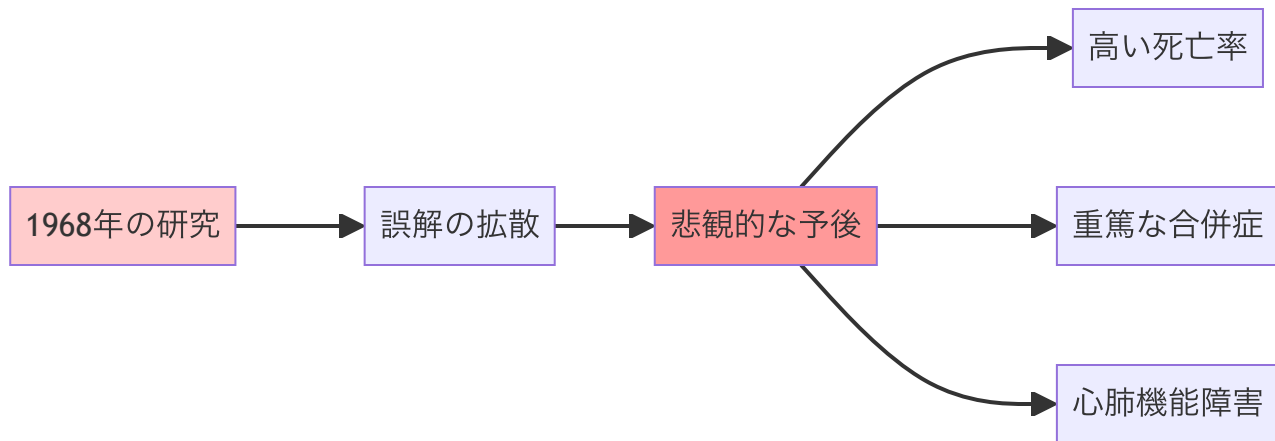 1968年の研究
誤解の拡散
悲観的な予後
高い死亡率
重篤な合併症
心肺機能障害